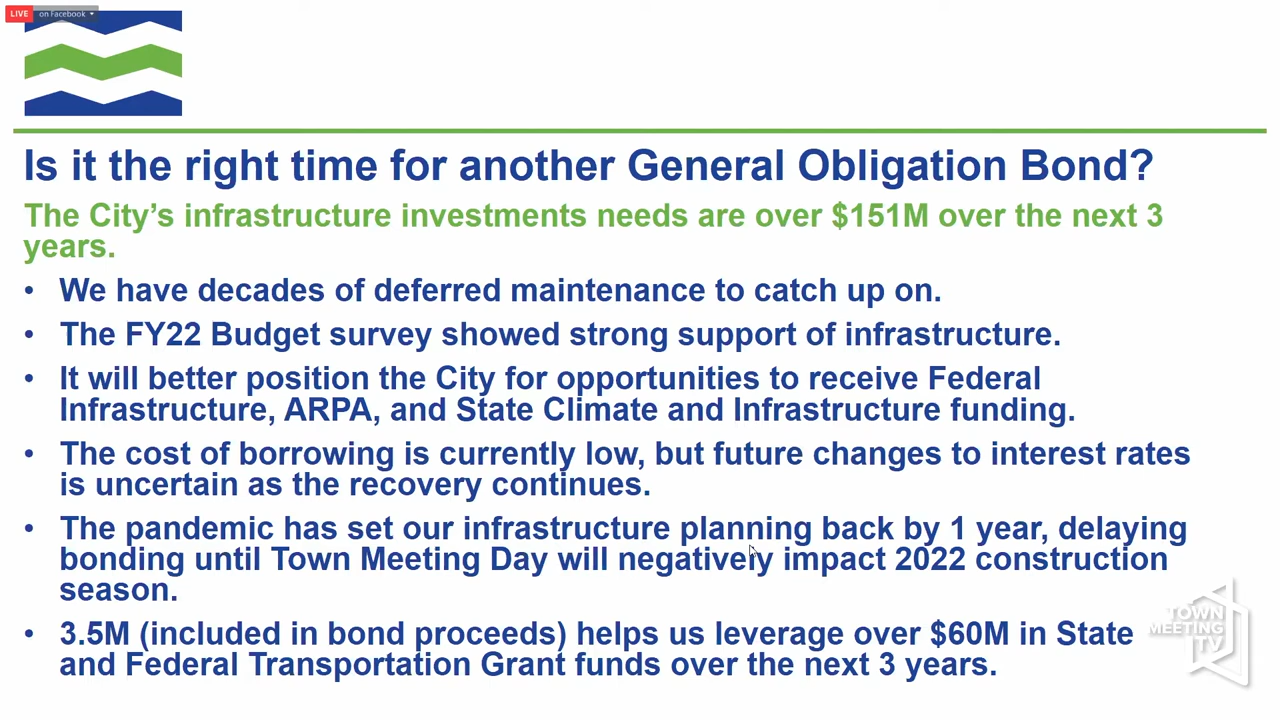 LIVE on Facebook
Is it the right time for another General Obligation Bond?
The City’s infrastructure investments needs are over $151M over the next 3
years.
• We have decades of deferred maintenance to catch up on.
• The FY22 Budget survey showed strong support of infrastructure.
• It will better position the City for opportunities to receive Federal
Infrastructure, ARPA, and State Climate and Infrastructure funding.
• The cost of borrowing is currently low, but future changes to interest rates
is uncertain as the recovery continues.
• The pandemic has set our infrastructure planning back by 1 year, delaying
bonding until Town Meeting Day will negatively impact 2022 construction
season.
• 3.5M (included in bond proceeds) helps us leverage over $60M in State
and Federal Transportation Grant funds over the next 3 years.
TOWN
MEETING
TV